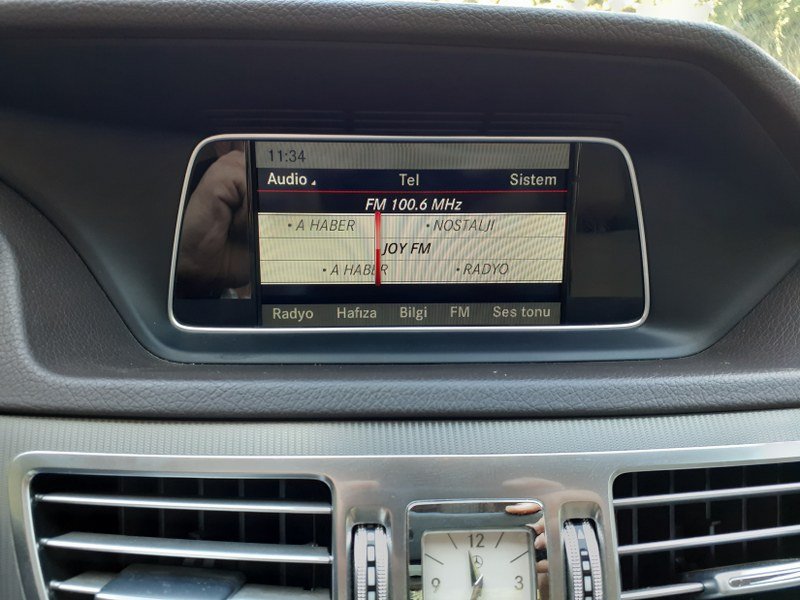 11:34
Audio Tel Sistem
FM 100.6 MHz
• A HABER • NOSTALJI
JOY FM
• A HABER • RADYO
Radyo Hafıza Bilgi FM Ses tonu
12
9 3